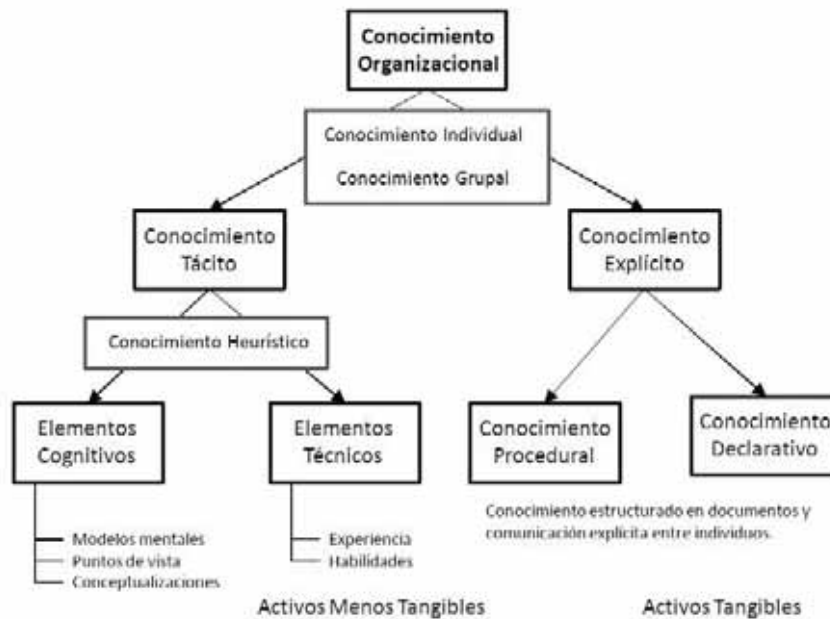 Conocimiento
Organizacional
Conocimiento Individual
Conocimiento Grupal
Conocimiento
Tácito
Conocimiento
Explícito
Conocimiento Heurístico
Elementos
Cognitivos
Elementos
Técnicos
Conocimiento
Procedural
Conocimiento
Declarativo
Modelos mentales
Puntos de vista
Conceptualizaciones
Experiencia
Habilidades
Conocimiento estructurado en documentos y
comunicación explícita entre individuos.
Activos Menos Tangibles
Activos Tangibles